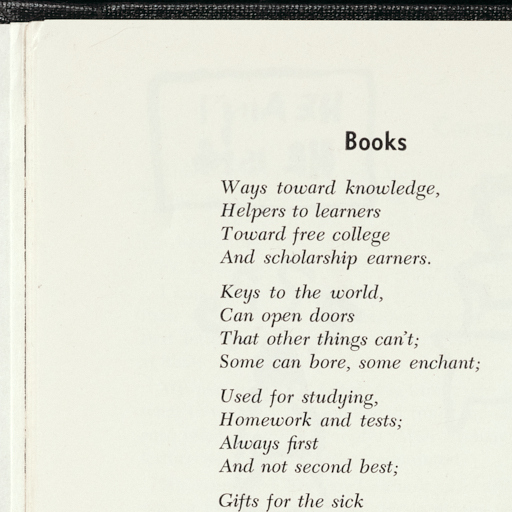 Books
Ways toward knowledge,
Helpers to learners
Toward free college
And scholarship earners.
Keys to the world,
Can open doors
That other things can't;
Some can bore, some enchant;
Used for studying,
Homework and tests;
Always first
And not second best;
Gifts for the sick